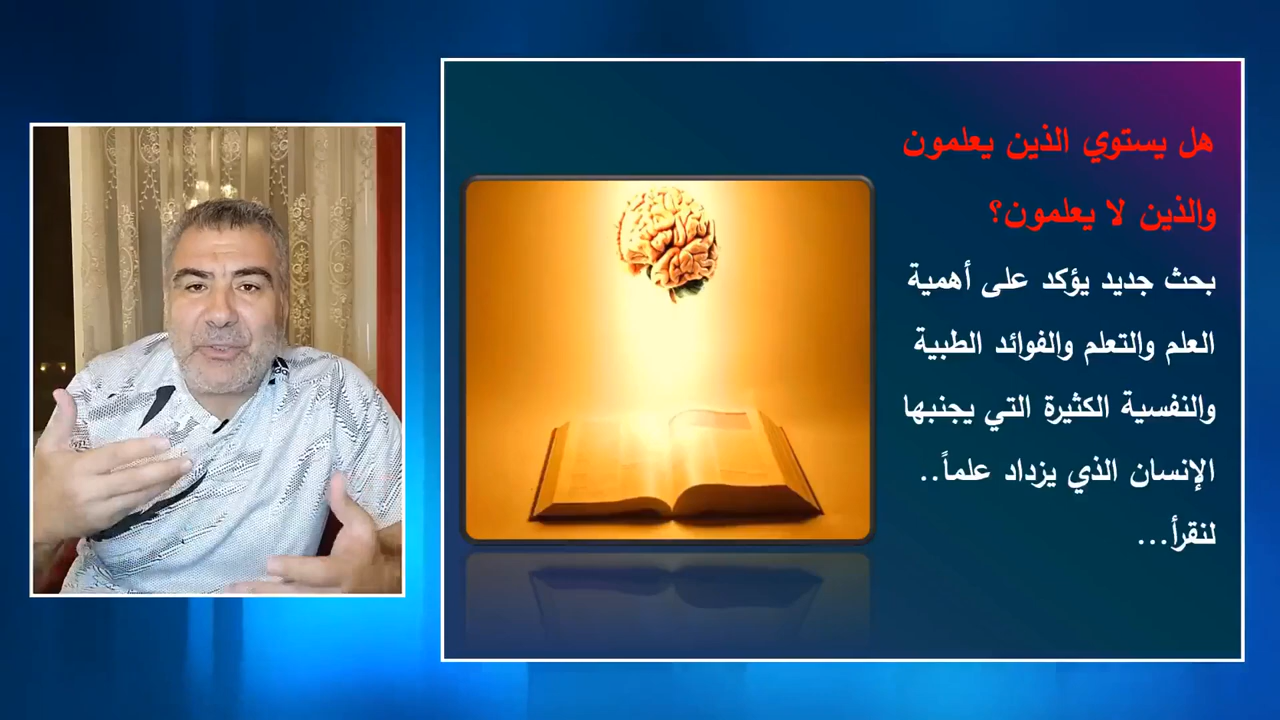 هل يستوي الذين يعلمون
والذين لا يعلمون؟
بحث جديد يؤكد على أهمية
العلم والتعلم والفوائد الطبية
والنفسية الكثيرة التي يجنبها
الإنسان الذي يزداد علماً..
لنقرأ...